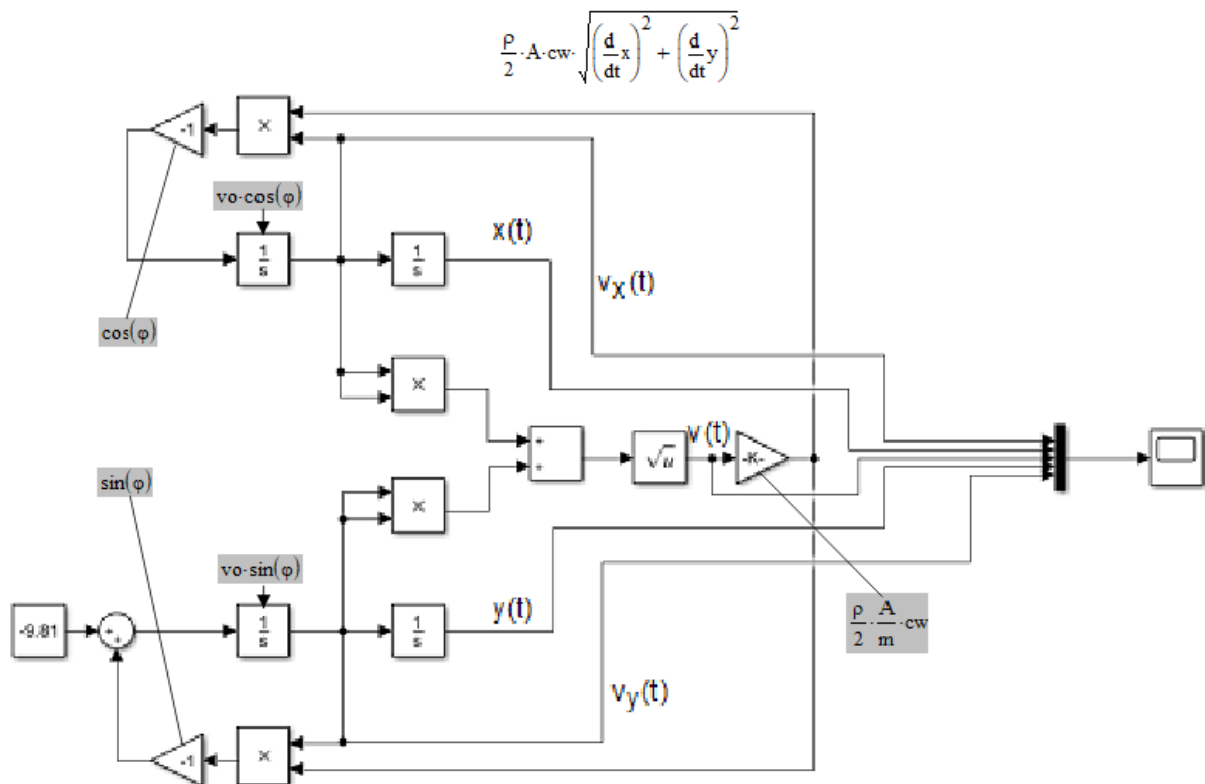 ρ/2 ·A·cw·√((d/dt x)² + (d/dt y)²)
-1
×
vo·cos(φ)
1/s
1/s
x(t)
vx(t)
cos(φ)
×
+
+
√u
v(t)
-K-
sin(φ)
×
vo·sin(φ)
-9.81
+
+
1/s
1/s
y(t)
ρ/2 · A/m ·cw
vy(t)
-1
×